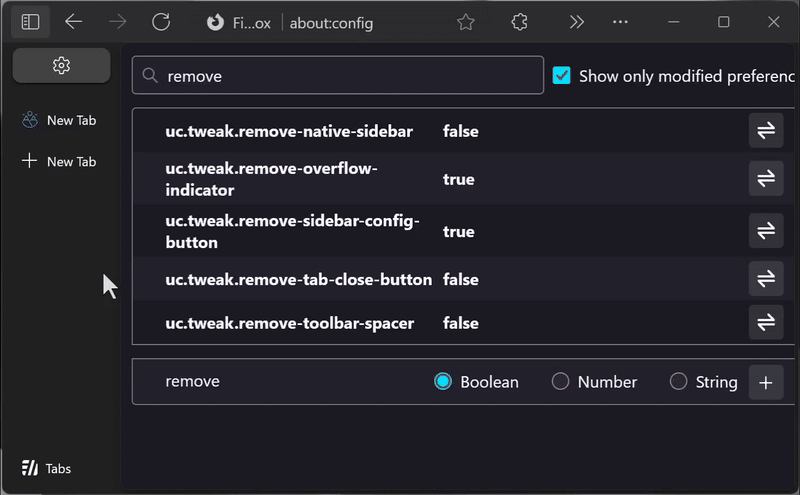 Fi...ox about:config
remove
Show only modified preferenc
New Tab
New Tab
uc.tweak.remove-native-sidebar false
uc.tweak.remove-overflow-
indicator
true
uc.tweak.remove-sidebar-config-
button
true
uc.tweak.remove-tab-close-button false
uc.tweak.remove-toolbar-spacer false
remove Boolean Number String
Tabs